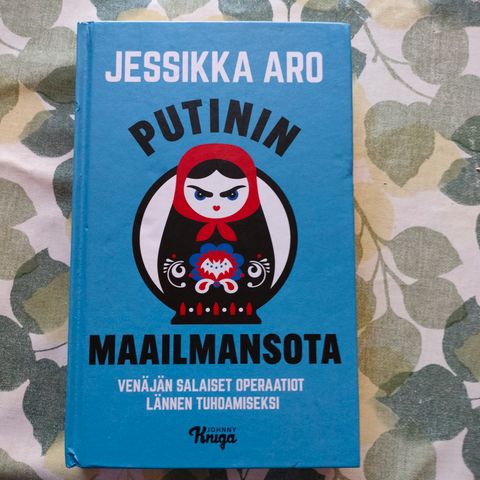 JESSIKKA ARO
PUTININ
MAAILMANSOTA
VENÄJÄN SALAISET OPERAATIOT
LÄNNEN TUHOAMISEKSI
JOHNNY
Kniga